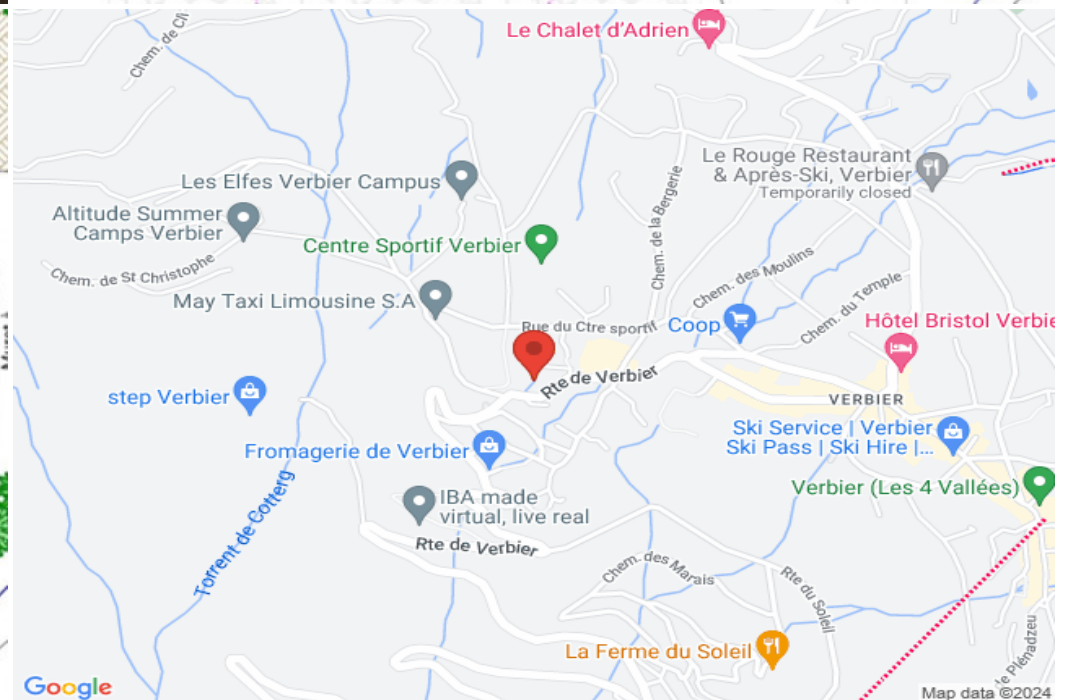 Le Chalet d'Adrien
Le Rouge Restaurant
& Après-Ski, Verbier
Temporarily closed
Les Elfes Verbier Campus
Chem. de la Bergerie
Altitude Summer
Camps Verbier
Centre Sportif Verbier
Chem. de St Christophe
Chem. des Moulins
May Taxi Limousine S.A
Chem. du Temple
Rue du Ctre sportif
Coop
Hôtel Bristol Verbie
Rte de Verbier
step Verbier
VERBIER
Ski Service | Verbier
Ski Pass | Ski Hire |...
Fromagerie de Verbier
Verbier (Les 4 Vallées)
IBA made
virtual, live real
Torrent de Cotterg
Rte de Verbier
Chem. des Marais
Rte du Soleil
La Ferme du Soleil
de Plénadzeu
Google
Map data ©2024